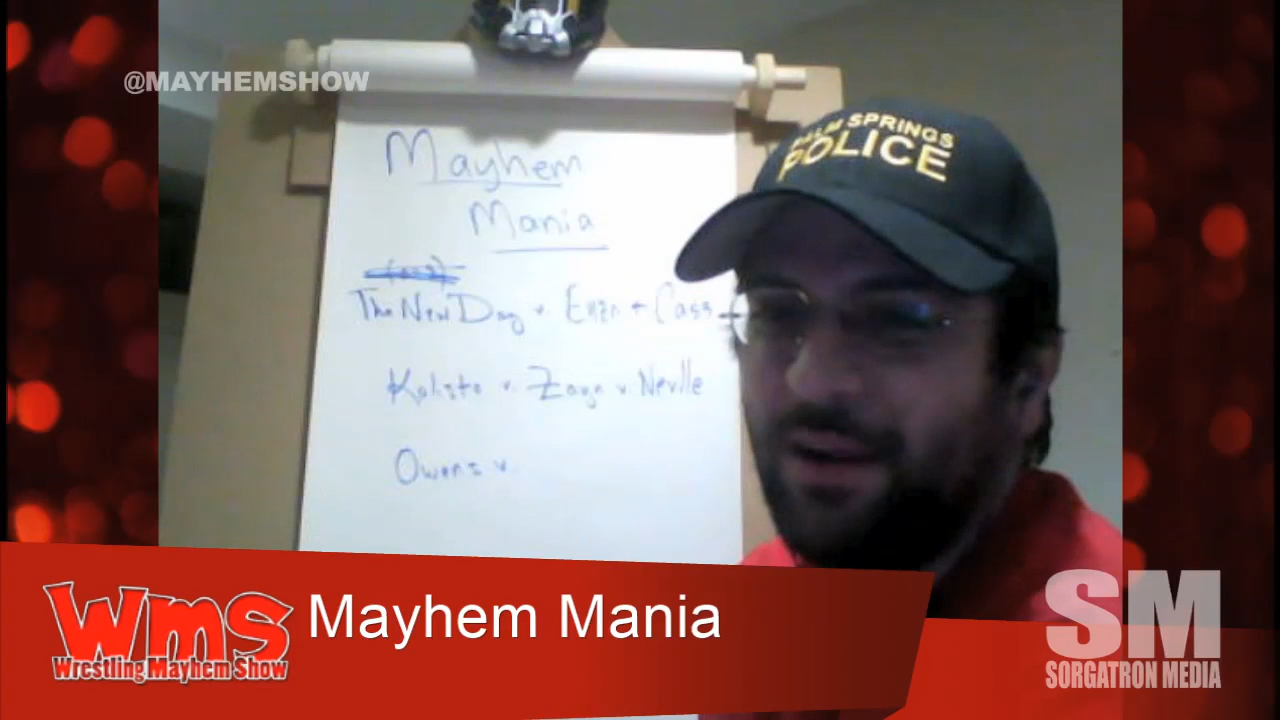 @MAYHEMSHOW
PALM SPRINGS
POLICE
Mayhem
Mania
The New Day v. Enzo + Cass
Kalisto v. Zayn v Neville
Owens v.
Wms
Wrestling Mayhem Show
Mayhem Mania
SM
SORGATRON MEDIA